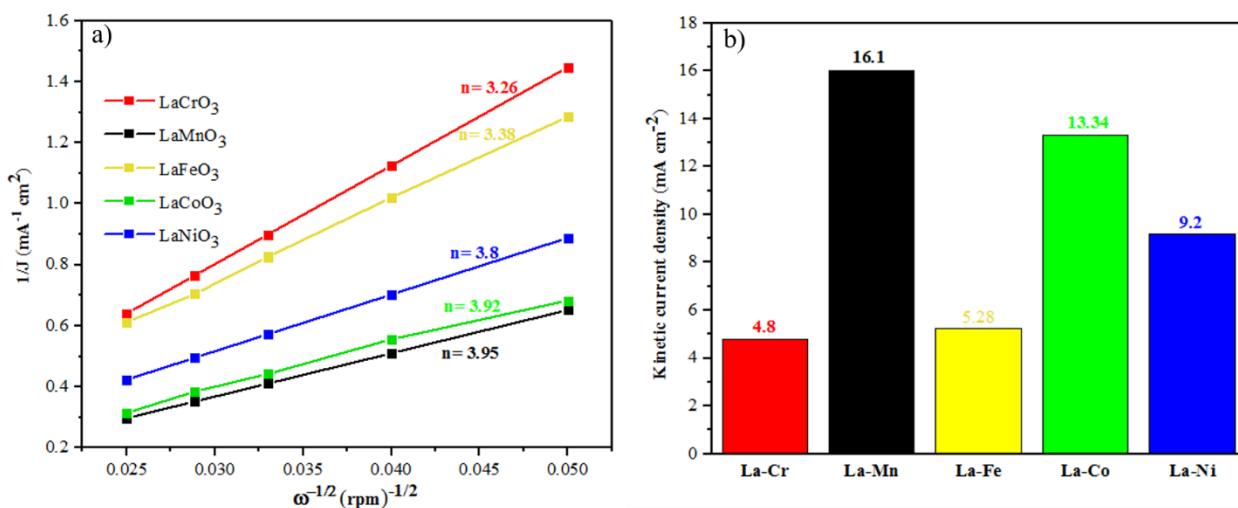 a)
1.6
1.4
1.2
1.0
0.8
0.6
0.4
0.2
1/J (mA⁻¹ cm²)
LaCrO₃
LaMnO₃
LaFeO₃
LaCoO₃
LaNiO₃
n= 3.26
n= 3.38
n= 3.8
n= 3.92
n= 3.95
0.025 0.030 0.035 0.040 0.045 0.050
ω⁻¹/² (rpm)⁻¹/²
b)
18
16
14
12
10
8
6
4
2
0
Kinetic current density (mA cm⁻²)
4.8
16.1
5.28
13.34
9.2
La-Cr La-Mn La-Fe La-Co La-Ni